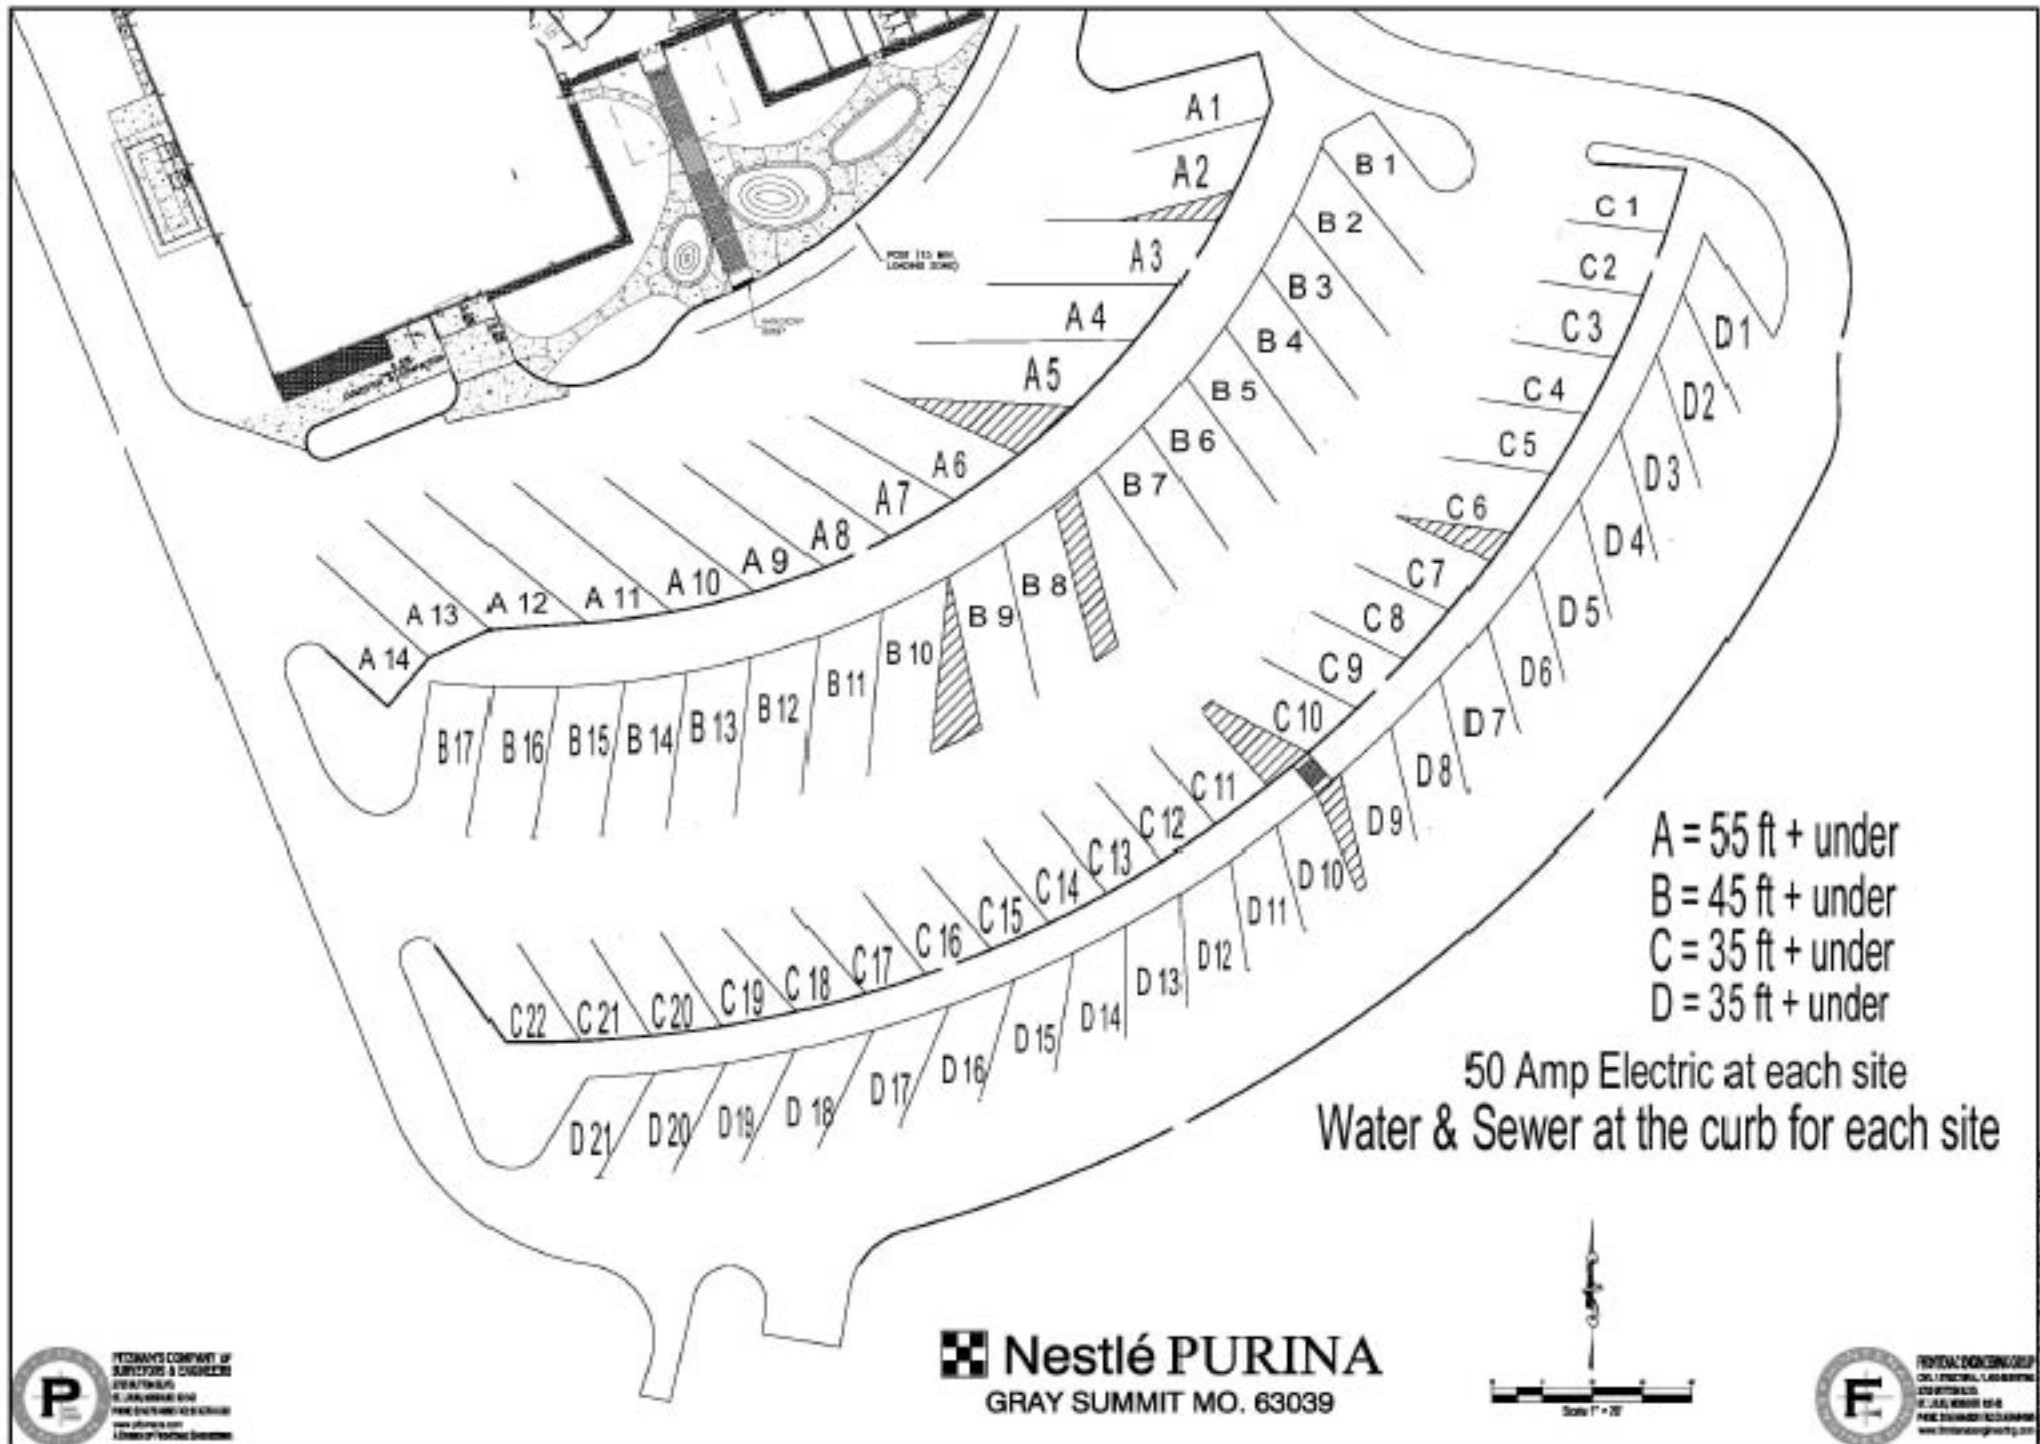 A 1
A 2
A 3
A 4
A 5
A 6
A 7
A 8
A 9
A 10
A 11
A 12
A 13
A 14
B 1
B 2
B 3
B 4
B 5
B 6
B 7
B 8
B 9
B 10
B 11
B 12
B 13
B 14
B 15
B 16
B 17
C 1
C 2
C 3
C 4
C 5
C 6
C 7
C 8
C 9
C 10
C 11
C 12
C 13
C 14
C 15
C 16
C 17
C 18
C 19
C 20
C 21
C 22
D 1
D 2
D 3
D 4
D 5
D 6
D 7
D 8
D 9
D 10
D 11
D 12
D 13
D 14
D 15
D 16
D 17
D 18
D 19
D 20
D 21
A = 55 ft + under
B = 45 ft + under
C = 35 ft + under
D = 35 ft + under
50 Amp Electric at each site
Water & Sewer at the curb for each site
Nestlé PURINA
GRAY SUMMIT MO. 63039
Scale 1" = 20'
P
F